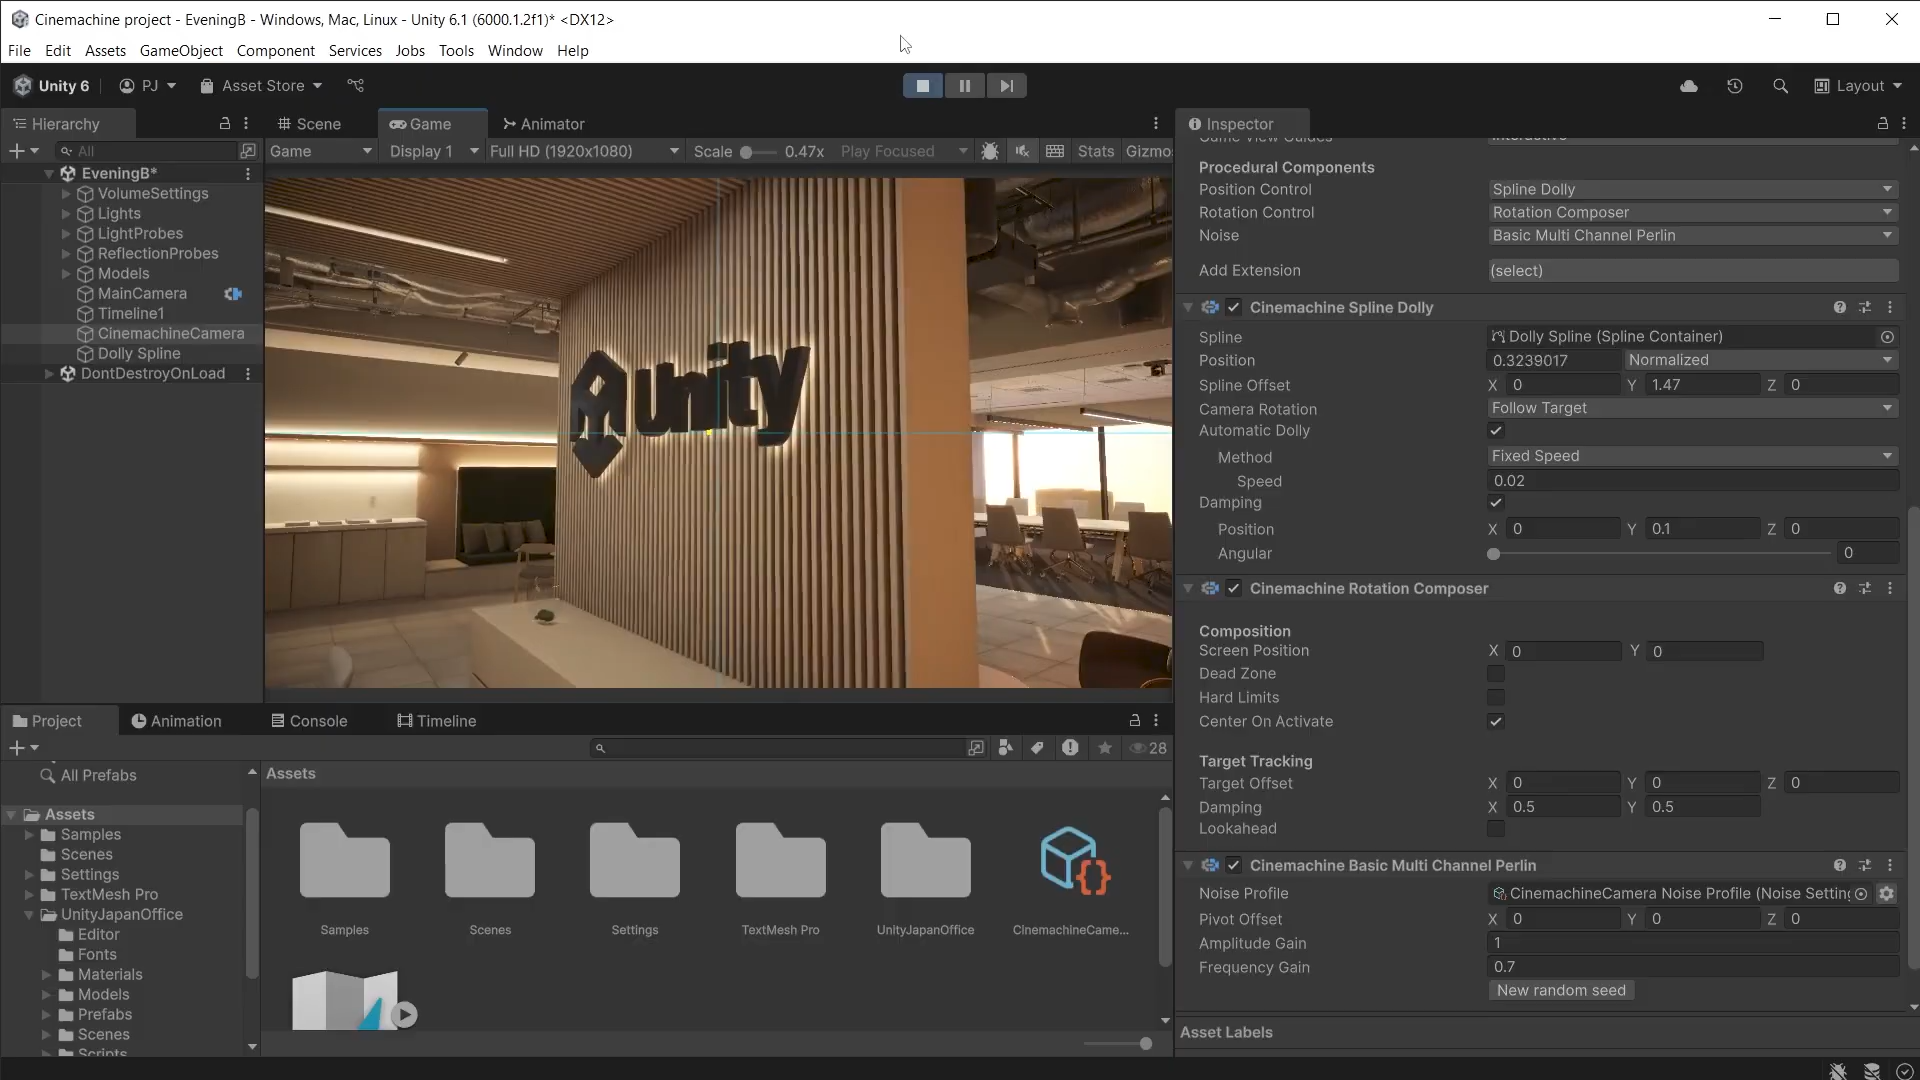 Cinemachine project - EveningB - Windows, Mac, Linux - Unity 6.1 (6000.1.2f1)* <DX12>
File Edit Assets GameObject Component Services Jobs Tools Window Help
Unity 6 PJ Asset Store Layout
Hierarchy
All
EveningB*
VolumeSettings
Lights
LightProbes
ReflectionProbes
Models
MainCamera
Timeline1
CinemachineCamera
Dolly Spline
DontDestroyOnLoad
Scene Game Animator
Game Display 1 Full HD (1920x1080) Scale 0.47x Play Focused Stats Gizmo
Unity
Project Animation Console Timeline
28
All Prefabs
Assets
Samples
Scenes
Settings
TextMesh Pro
UnityJapanOffice
Editor
Fonts
Materials
Models
Prefabs
Scenes
Scripts
Assets
Samples Scenes Settings TextMesh Pro UnityJapanOffice CinemachineCame...
Inspector
Procedural Components
Position Control Spline Dolly
Rotation Control Rotation Composer
Noise Basic Multi Channel Perlin
Add Extension (select)
Cinemachine Spline Dolly
Spline Dolly Spline (Spline Container)
Position 0.3239017 Normalized
Spline Offset X 0 Y 1.47 Z 0
Camera Rotation Follow Target
Automatic Dolly
Method Fixed Speed
Speed 0.02
Damping
Position X 0 Y 0.1 Z 0
Angular 0
Cinemachine Rotation Composer
Composition
Screen Position X 0 Y 0
Dead Zone
Hard Limits
Center On Activate
Target Tracking
Target Offset X 0 Y 0 Z 0
Damping X 0.5 Y 0.5
Lookahead
Cinemachine Basic Multi Channel Perlin
Noise Profile CinemachineCamera Noise Profile (Noise Setting
Pivot Offset X 0 Y 0 Z 0
Amplitude Gain 1
Frequency Gain 0.7
New random seed
Asset Labels